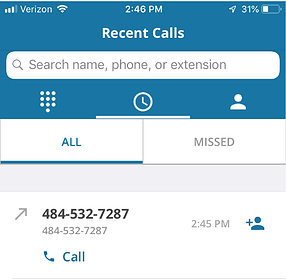 Verizon 2:46 PM 31%
Recent Calls
Search name, phone, or extension
ALL MISSED
484-532-7287
484-532-7287 2:45 PM
Call